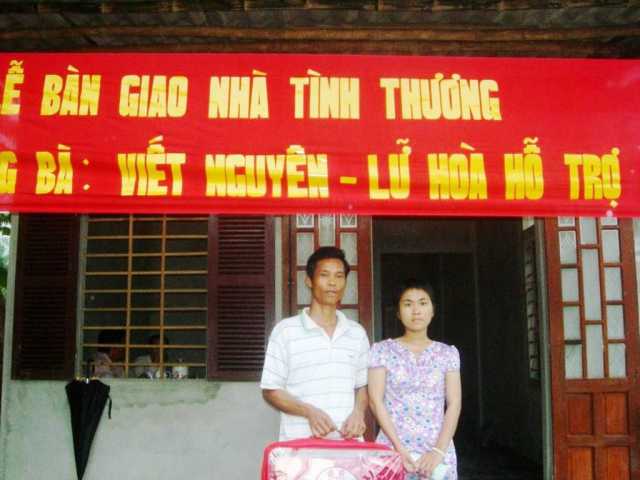 Ễ BÀN GIAO NHÀ TÌNH THƯƠNG
G BÀ: VIẾT NGUYÊN - LỮ HOÀ HỖ TRỢ